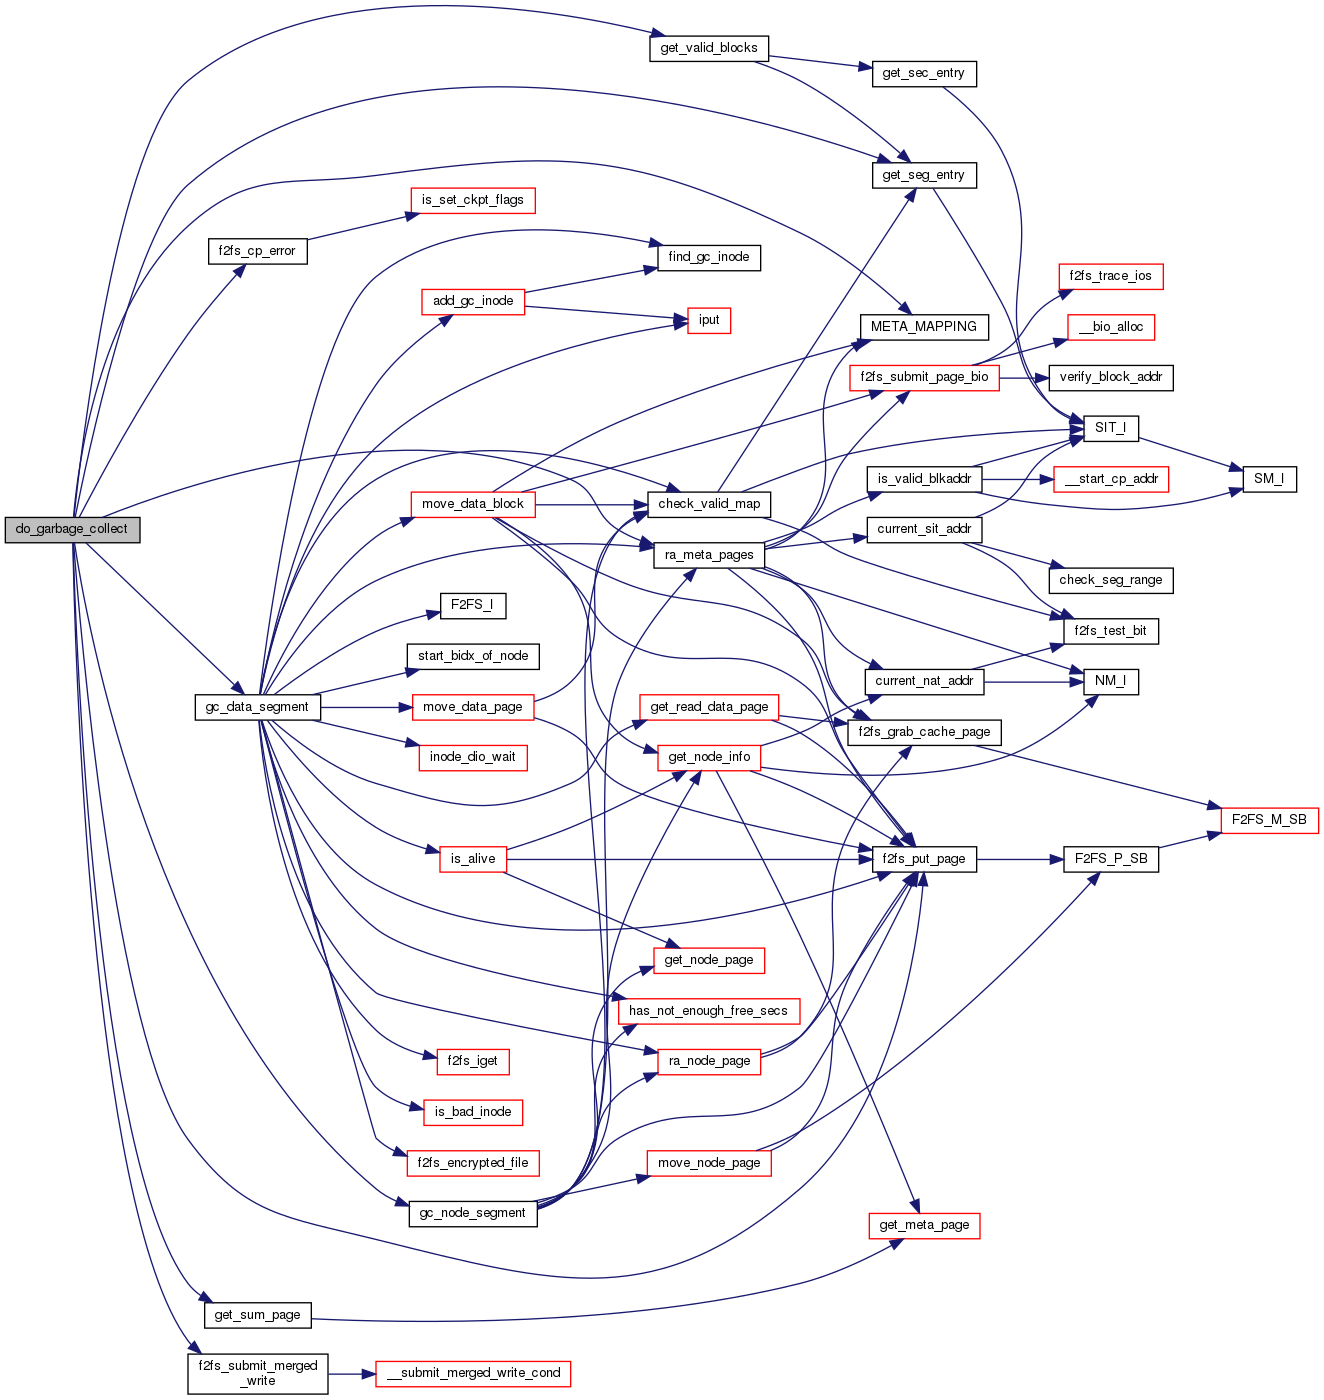 get_valid_blocks
get_sec_entry
get_seg_entry
is_set_ckpt_flags
f2fs_cp_error
find_gc_inode
f2fs_trace_ios
add_gc_inode
iput
META_MAPPING
__bio_alloc
f2fs_submit_page_bio
verify_block_addr
SIT_I
is_valid_blkaddr
__start_cp_addr
SM_I
move_data_block
check_valid_map
do_garbage_collect
current_sit_addr
ra_meta_pages
check_seg_range
F2FS_I
f2fs_test_bit
start_bidx_of_node
current_nat_addr
NM_I
gc_data_segment
move_data_page
get_read_data_page
f2fs_grab_cache_page
inode_dio_wait
get_node_info
F2FS_M_SB
is_alive
f2fs_put_page
F2FS_P_SB
get_node_page
has_not_enough_free_secs
f2fs_iget
ra_node_page
is_bad_inode
f2fs_encrypted_file
move_node_page
gc_node_segment
get_meta_page
get_sum_page
f2fs_submit_merged
_write
__submit_merged_write_cond